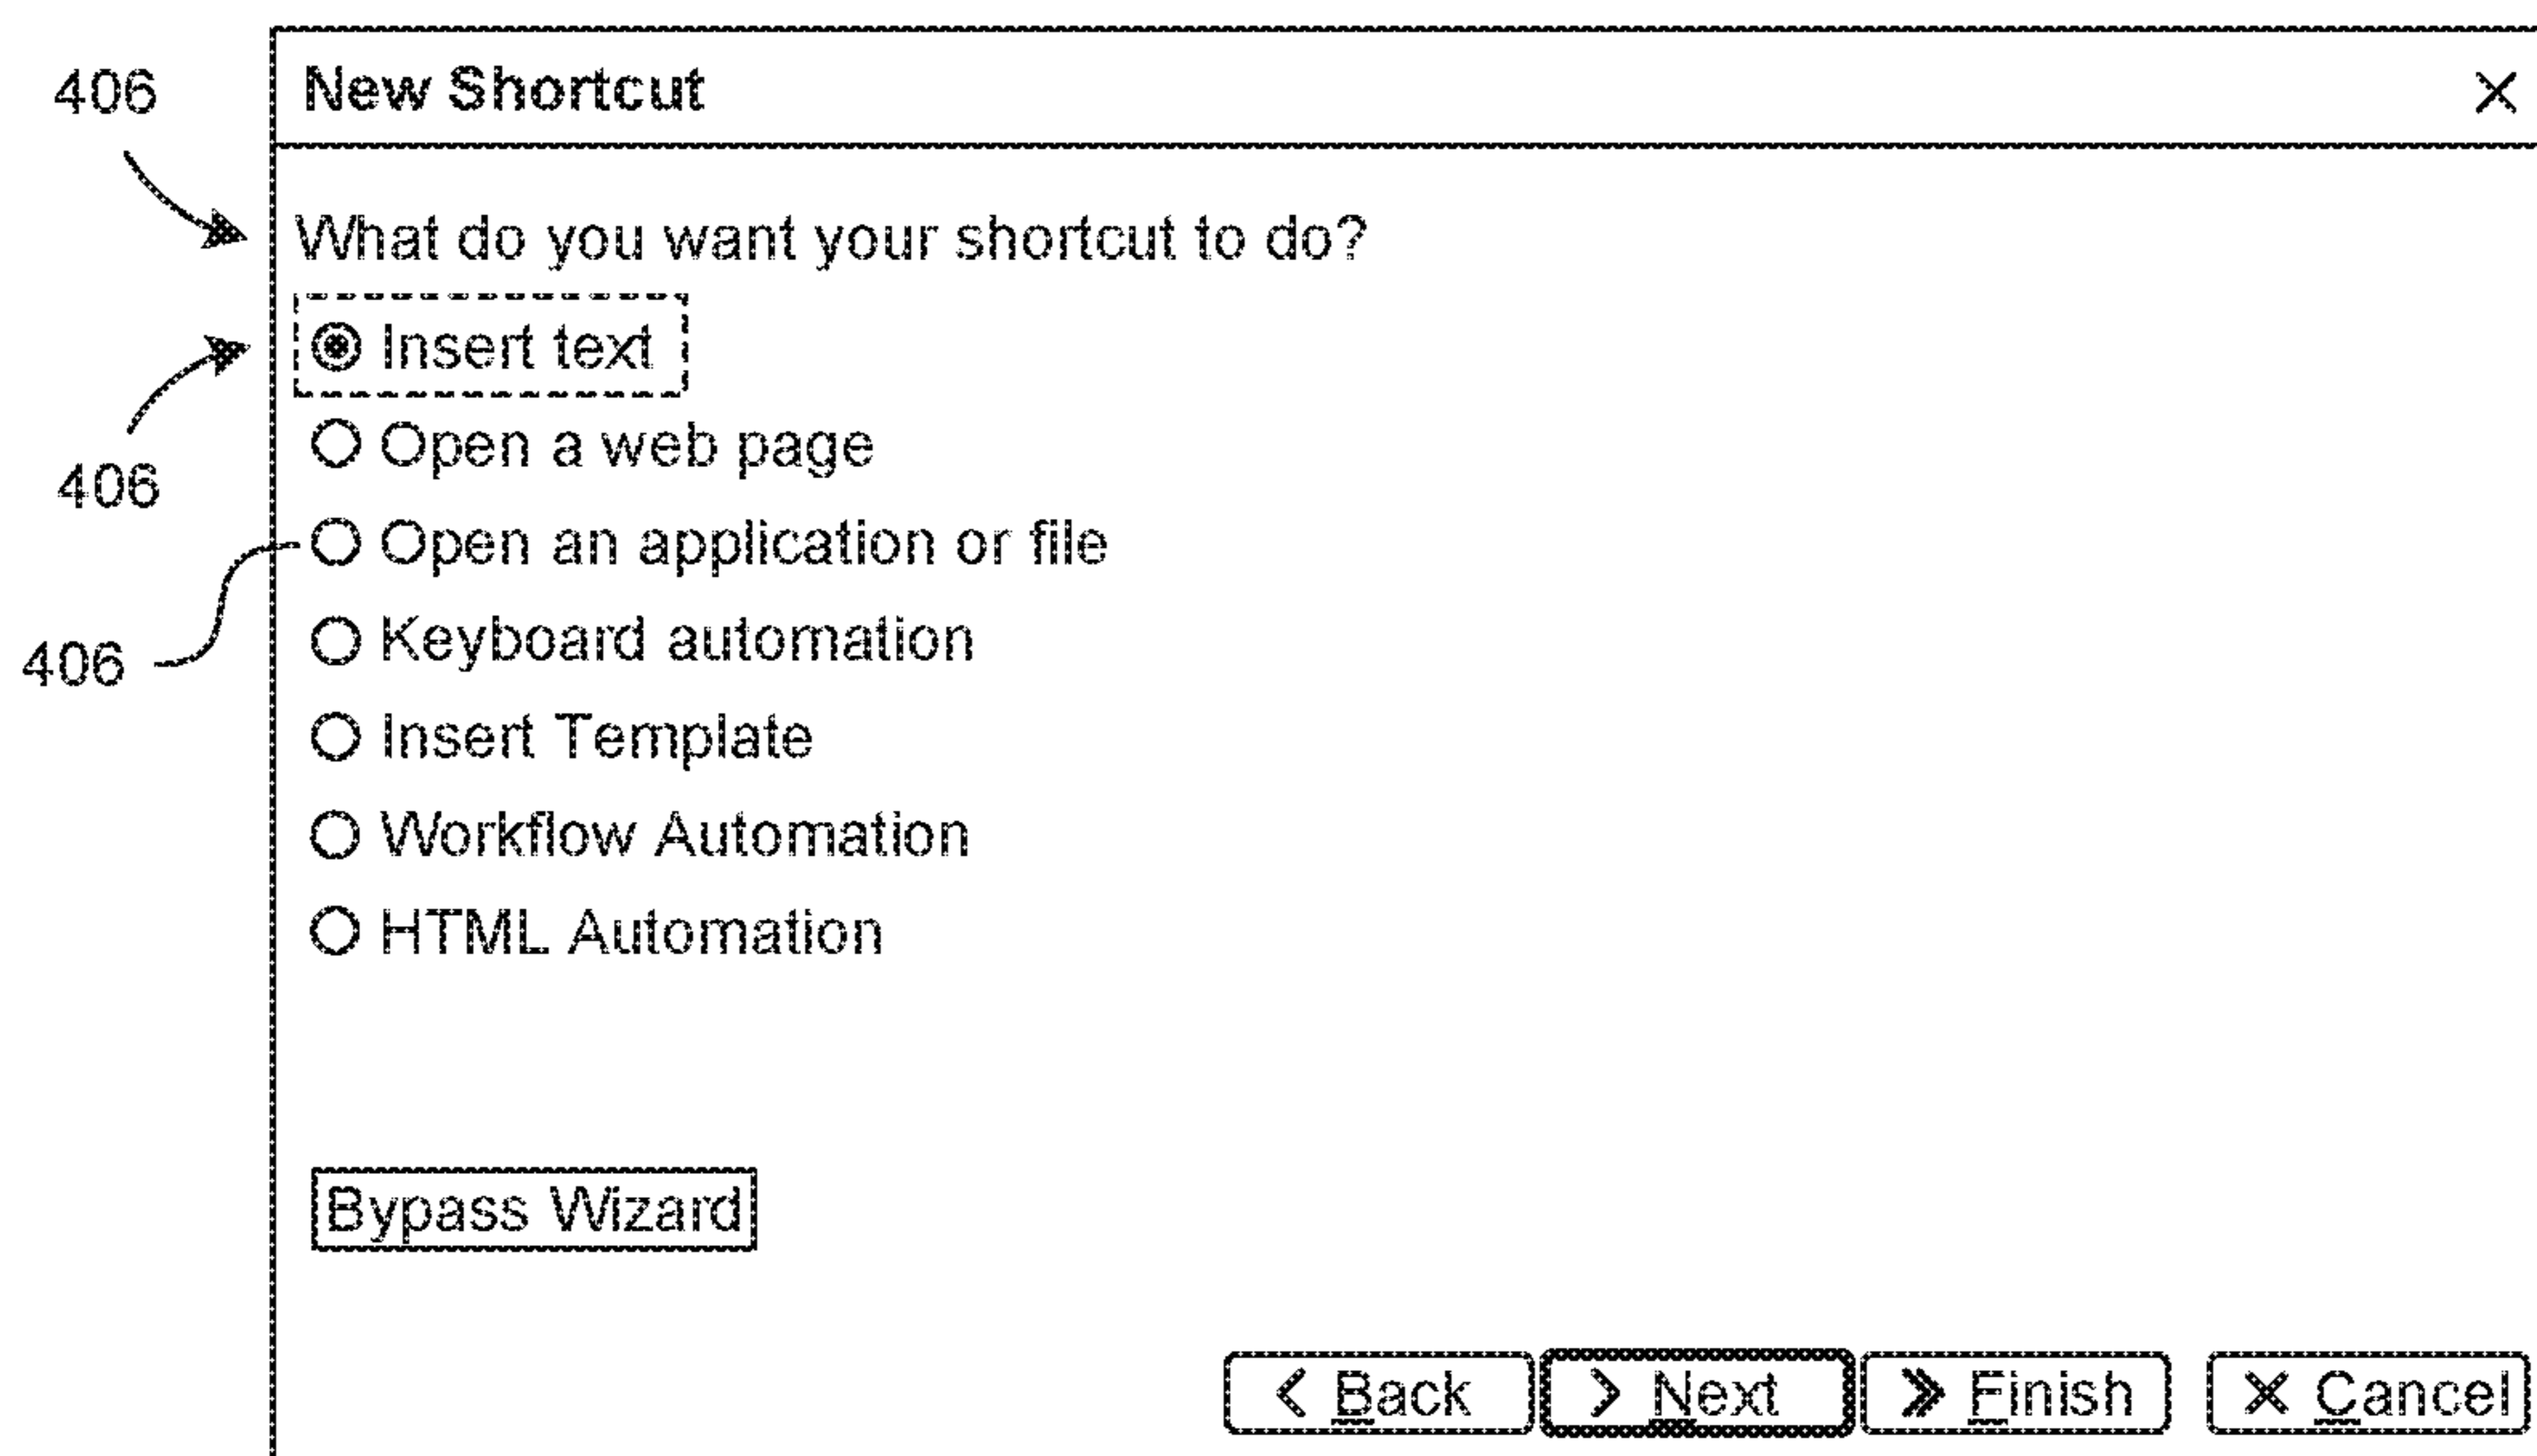 406
New Shortcut
What do you want your shortcut to do?
Insert text
Open a web page
406
Open an application or file
Keyboard automation
406
Insert Template
Workflow Automation
HTML Automation
Bypass Wizard
Back Next Finish Cancel